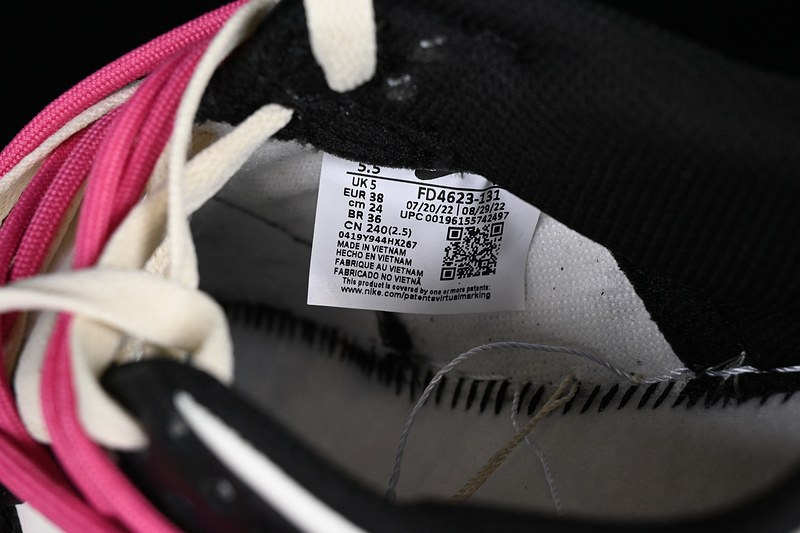 5.5
UK 5
EUR 38
cm 24
BR 36
CN 240(2.5)
0419Y944HX267
MADE IN VIETNAM
HECHO EN VIETNAM
FABRIQUE AU VIETNAM
FABRICADO NO VIETNÃ
FD4623-131
07/20/22 | 08/29/22
UPC 00196155742497
This product is covered by one or more patents:
www.nike.com/patentsvirtualmarking